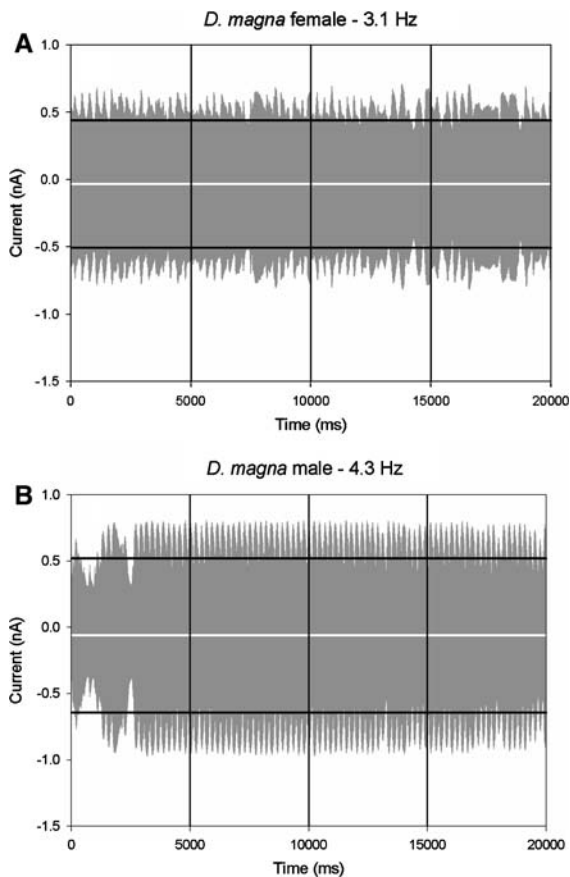 D. magna female - 3.1 Hz
A
1.0
0.5
0.0
-0.5
-1.0
-1.5
Current (nA)
0 5000 10000 15000 20000
Time (ms)
D. magna male - 4.3 Hz
B
1.0
0.5
0.0
-0.5
-1.0
-1.5
Current (nA)
0 5000 10000 15000 20000
Time (ms)